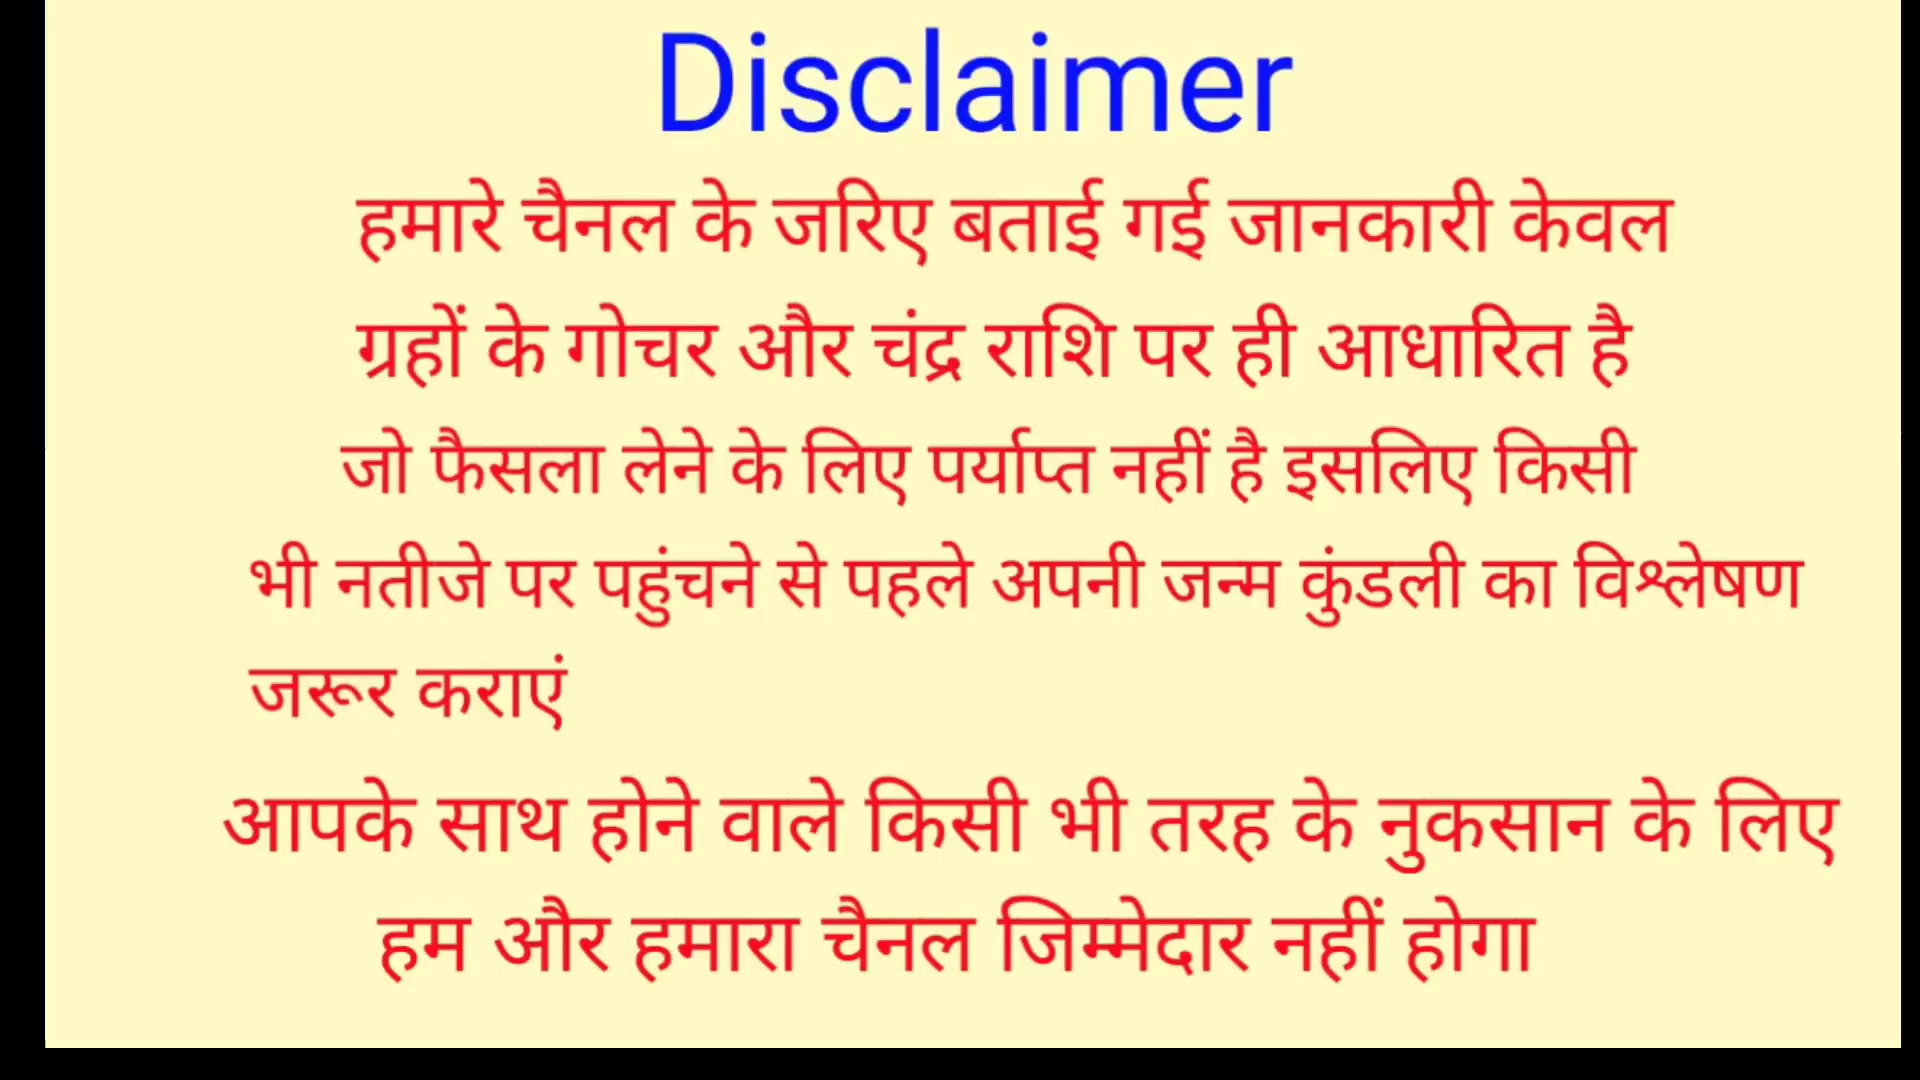 Disclaimer
हमारे चैनल के जरिए बताई गई जानकारी केवल
ग्रहों के गोचर और चंद्र राशि पर ही आधारित है
जो फैसला लेने के लिए पर्याप्त नहीं है इसलिए किसी
भी नतीजे पर पहुंचने से पहले अपनी जन्म कुंडली का विश्लेषण
जरूर कराएं
आपके साथ होने वाले किसी भी तरह के नुकसान के लिए
हम और हमारा चैनल जिम्मेदार नहीं होगा